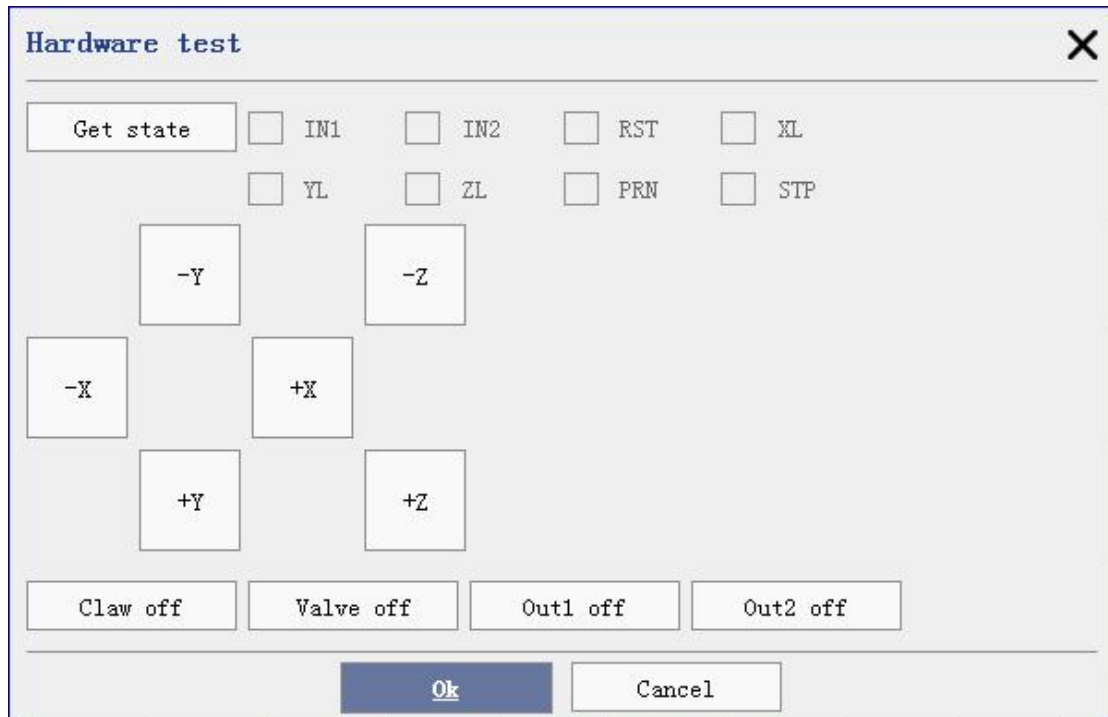 Hardware test
Get state IN1 IN2 RST XL
YL ZL PRN STP
-Y -Z
-X +X
+Y +Z
Claw off Valve off Out1 off Out2 off
Ok Cancel